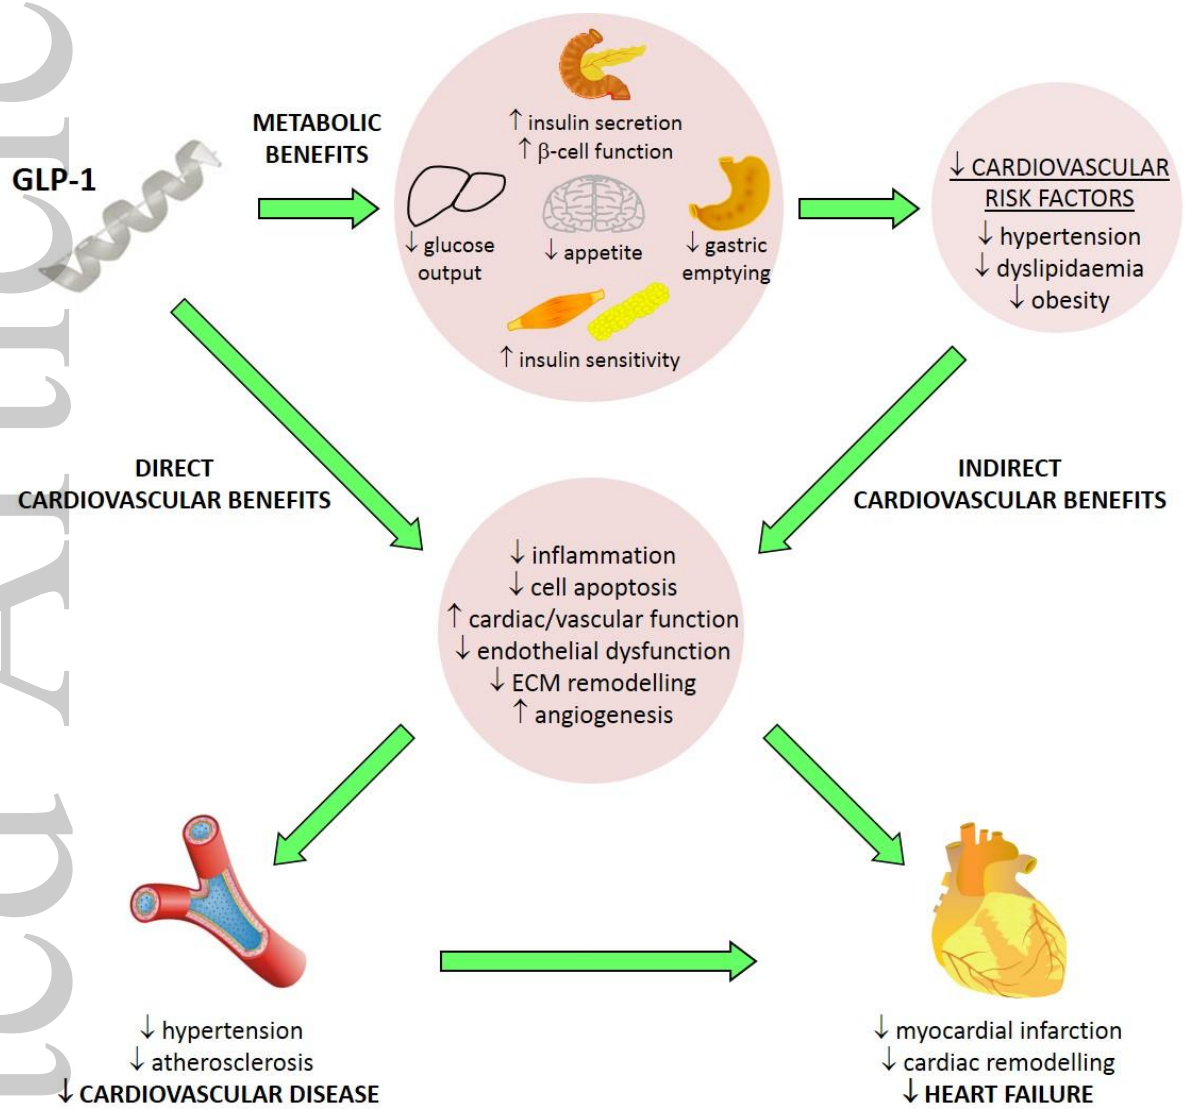 GLP-1
METABOLIC
BENEFITS
↑ insulin secretion
↑ β-cell function
↓ glucose
output
↓ appetite
↓ gastric
emptying
↑ insulin sensitivity
↓ CARDIOVASCULAR
RISK FACTORS
↓ hypertension
↓ dyslipidaemia
↓ obesity
DIRECT
CARDIOVASCULAR BENEFITS
INDIRECT
CARDIOVASCULAR BENEFITS
↓ inflammation
↓ cell apoptosis
↑ cardiac/vascular function
↓ endothelial dysfunction
↓ ECM remodelling
↑ angiogenesis
↓ hypertension
↓ atherosclerosis
↓ CARDIOVASCULAR DISEASE
↓ myocardial infarction
↓ cardiac remodelling
↓ HEART FAILURE